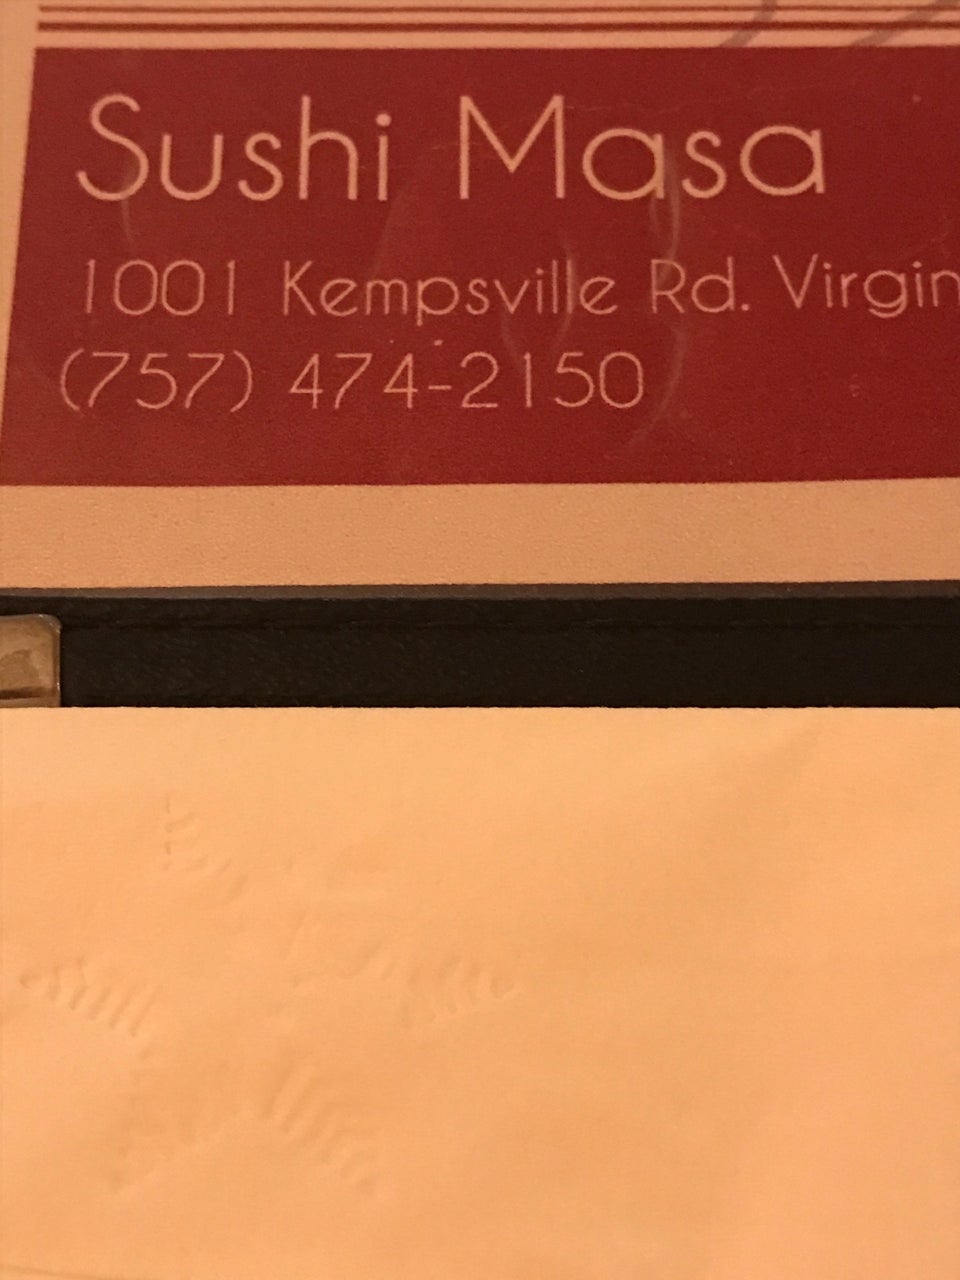 Sushi Masa
1001 Kempsville Rd. Virgin
(757) 474-2150